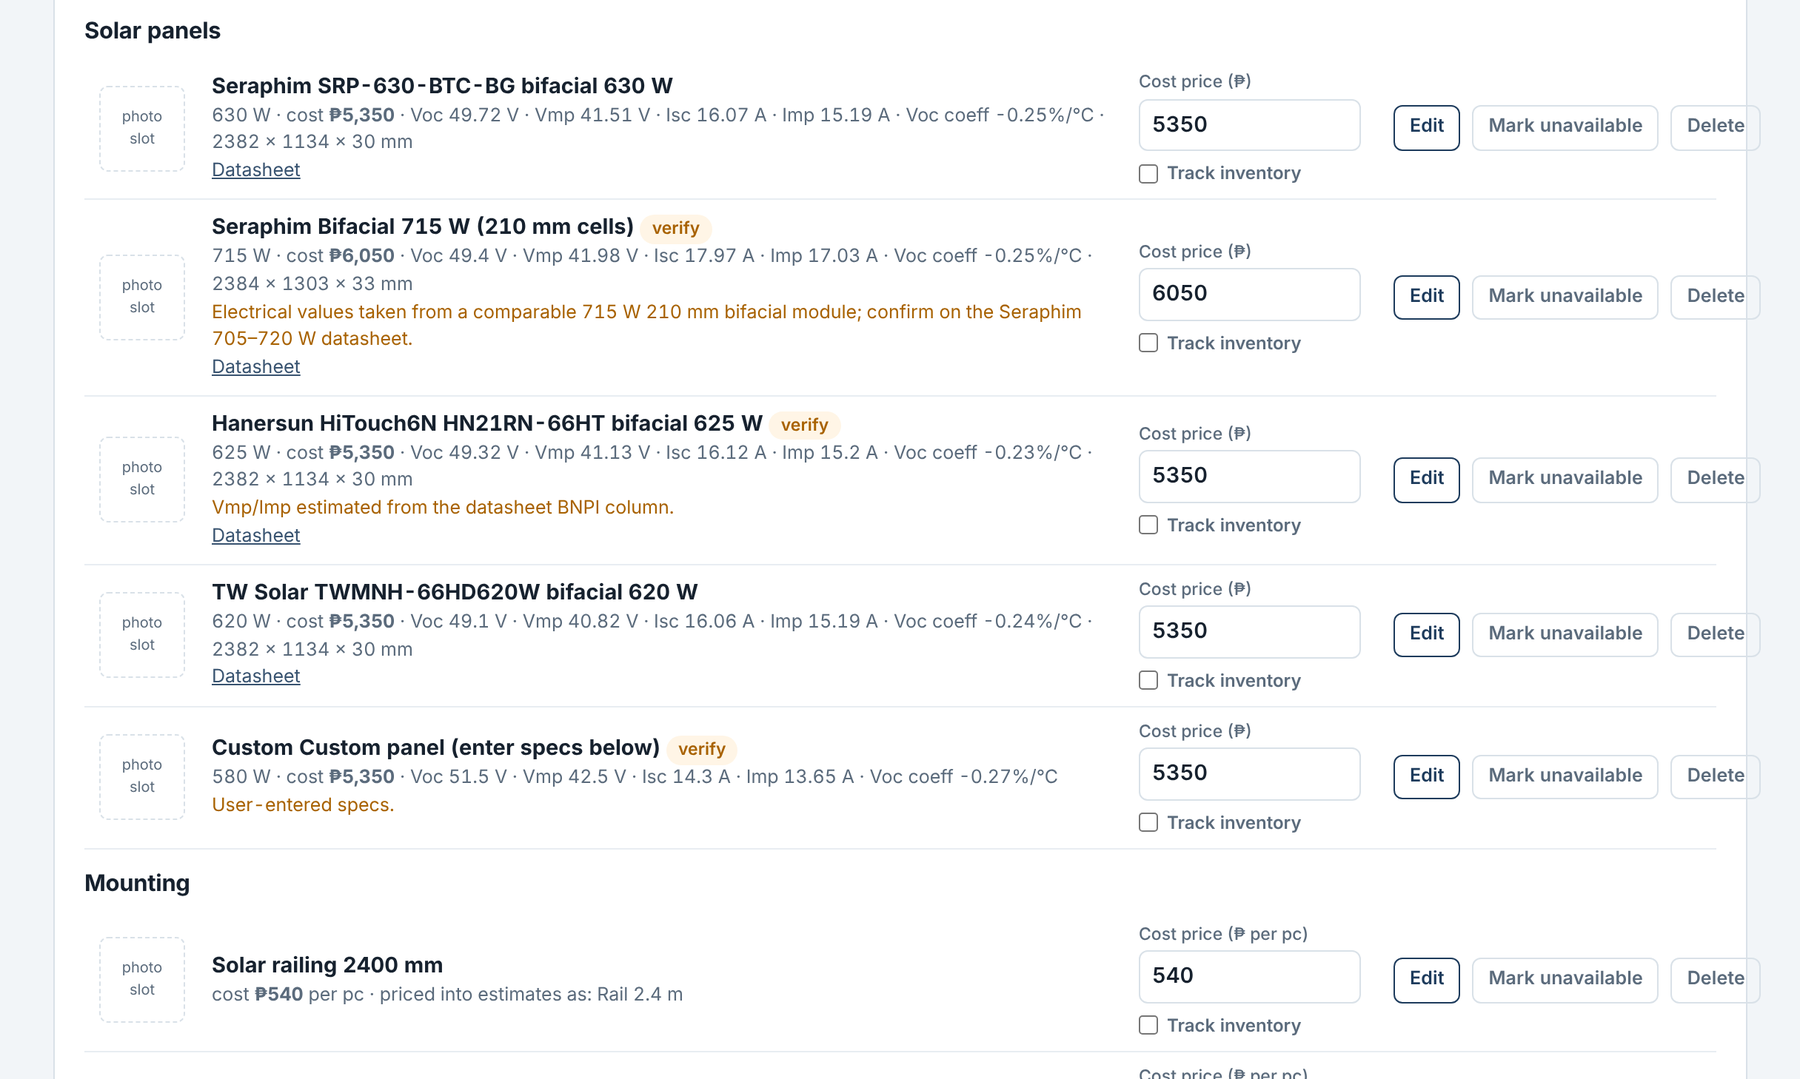 Solar panels
photo slot
Seraphim SRP-630-BTC-BG bifacial 630 W
630 W · cost ₱5,350 · Voc 49.72 V · Vmp 41.51 V · Isc 16.07 A · Imp 15.19 A · Voc coeff -0.25%/°C ·
2382 × 1134 × 30 mm
Datasheet
Cost price (₱)
5350
Track inventory
Edit
Mark unavailable
Delete
photo slot
Seraphim Bifacial 715 W (210 mm cells) verify
715 W · cost ₱6,050 · Voc 49.4 V · Vmp 41.98 V · Isc 17.97 A · Imp 17.03 A · Voc coeff -0.25%/°C ·
2384 × 1303 × 33 mm
Electrical values taken from a comparable 715 W 210 mm bifacial module; confirm on the Seraphim
705–720 W datasheet.
Datasheet
Cost price (₱)
6050
Track inventory
Edit
Mark unavailable
Delete
photo slot
Hanersun HiTouch6N HN21RN-66HT bifacial 625 W verify
625 W · cost ₱5,350 · Voc 49.32 V · Vmp 41.13 V · Isc 16.12 A · Imp 15.2 A · Voc coeff -0.23%/°C ·
2382 × 1134 × 30 mm
Vmp/Imp estimated from the datasheet BNPI column.
Datasheet
Cost price (₱)
5350
Track inventory
Edit
Mark unavailable
Delete
photo slot
TW Solar TWMNH-66HD620W bifacial 620 W
620 W · cost ₱5,350 · Voc 49.1 V · Vmp 40.82 V · Isc 16.06 A · Imp 15.19 A · Voc coeff -0.24%/°C ·
2382 × 1134 × 30 mm
Datasheet
Cost price (₱)
5350
Track inventory
Edit
Mark unavailable
Delete
photo slot
Custom Custom panel (enter specs below) verify
580 W · cost ₱5,350 · Voc 51.5 V · Vmp 42.5 V · Isc 14.3 A · Imp 13.65 A · Voc coeff -0.27%/°C
User-entered specs.
Cost price (₱)
5350
Track inventory
Edit
Mark unavailable
Delete
Mounting
photo slot
Solar railing 2400 mm
cost ₱540 per pc · priced into estimates as: Rail 2.4 m
Cost price (₱ per pc)
540
Track inventory
Edit
Mark unavailable
Delete
Cost price (₱ per pc)